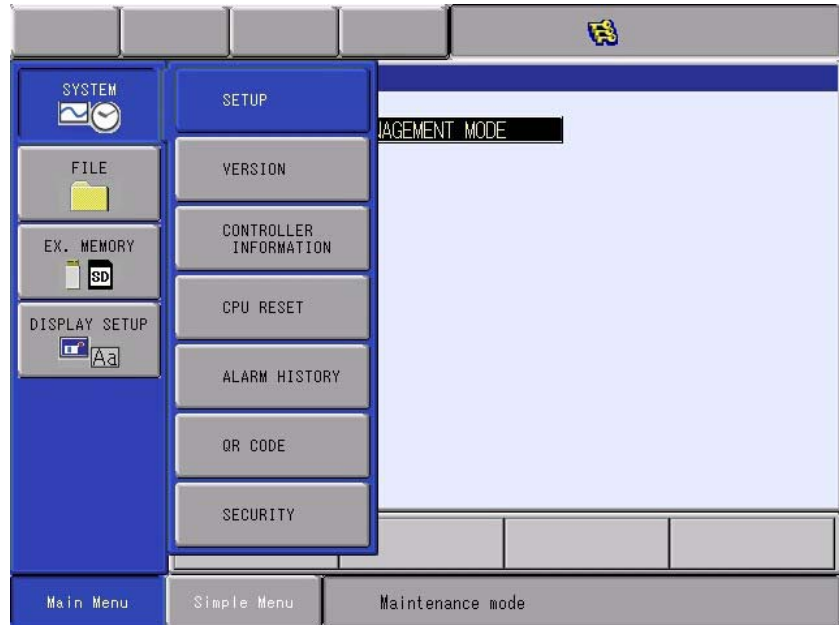 SYSTEM
SETUP
NAGEMENT MODE
FILE
VERSION
CONTROLLER
INFORMATION
EX. MEMORY
SD
CPU RESET
DISPLAY SETUP
Aa
ALARM HISTORY
QR CODE
SECURITY
Main Menu
Simple Menu
Maintenance mode